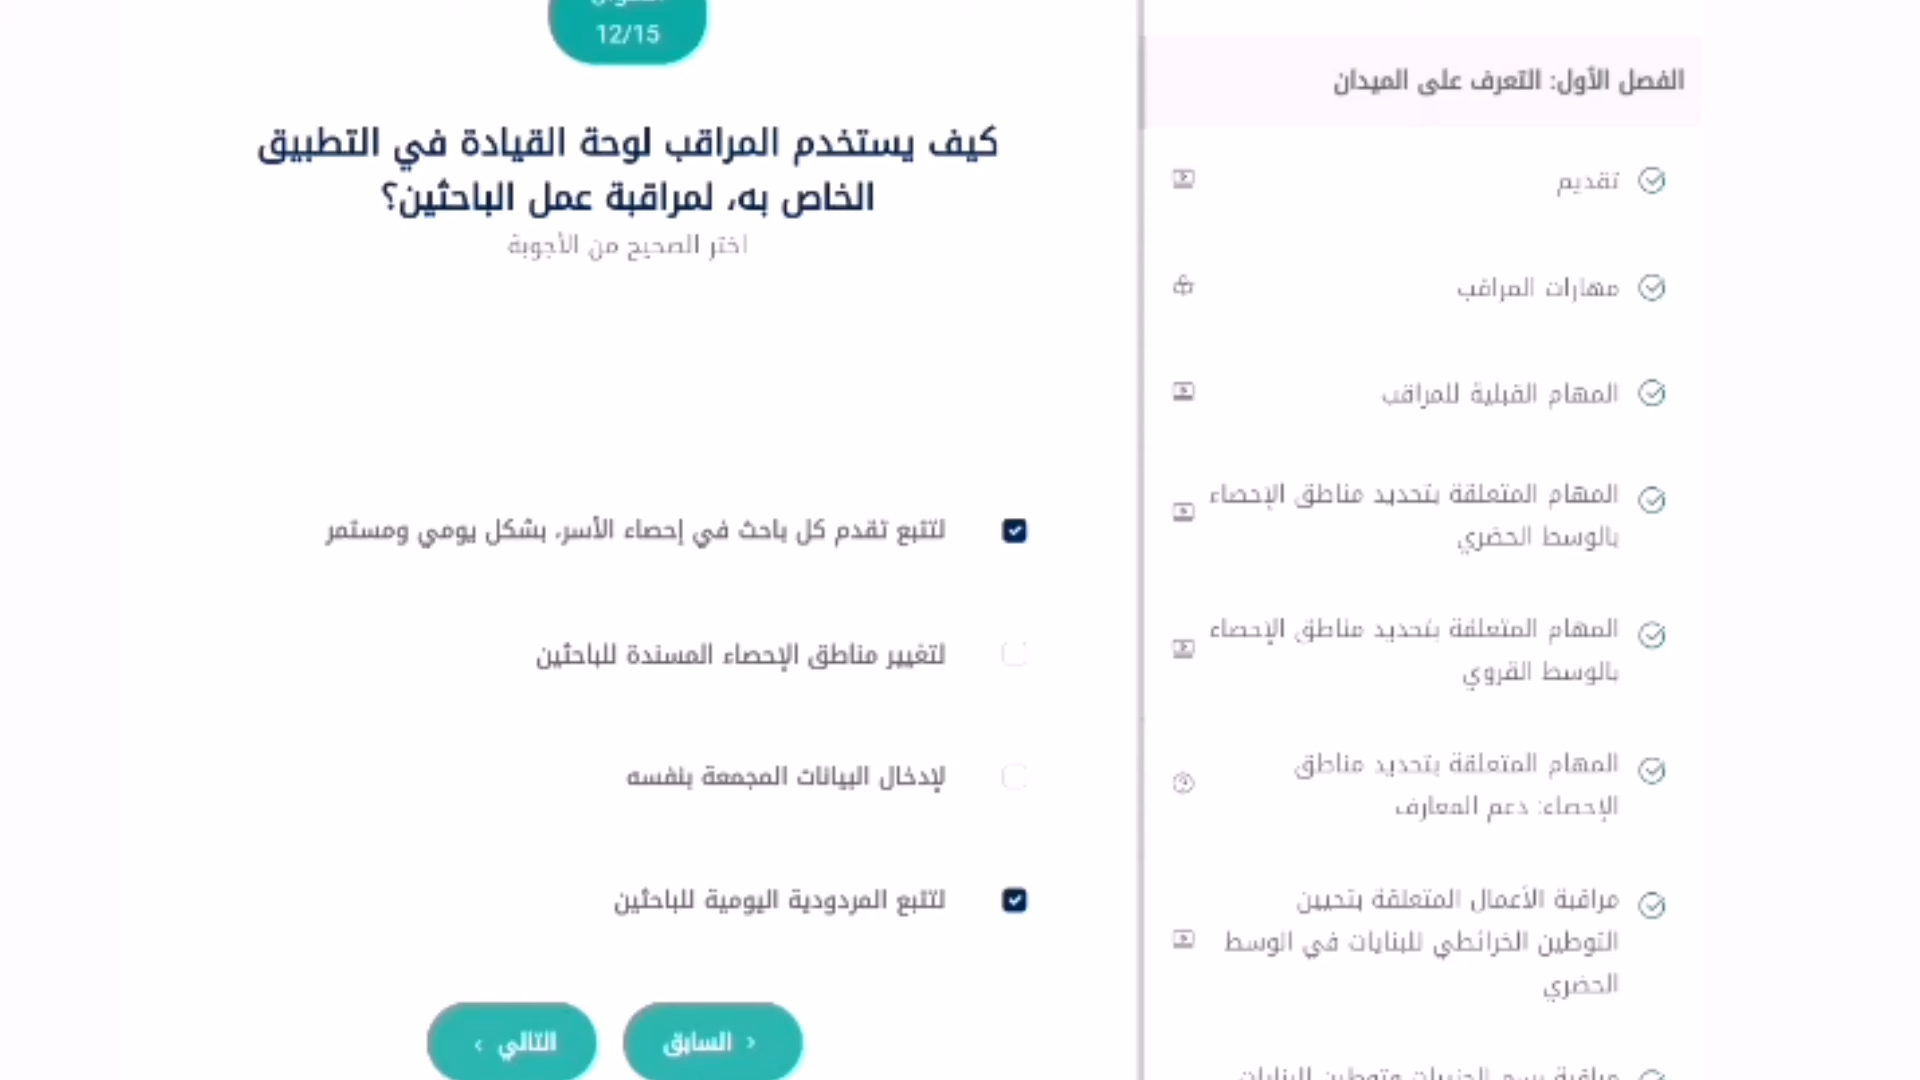 الفصل الأول: التعرف على الميدان
تقديم
مهارات المراقب
المهام القبلية للمراقب
المهام المتعلقة بتحديد مناطق الإحصاء
بالوسط الحضري
المهام المتعلقة بتحديد مناطق الإحصاء
بالوسط القروي
المهام المتعلقة بتحديد مناطق
الإحصاء: دعم المعارف
مراقبة الأعمال المتعلقة بتحيين
التوطين الخرائطي للبنايات في الوسط
الحضري
12/15
كيف يستخدم المراقب لوحة القيادة في التطبيق
الخاص به، لمراقبة عمل الباحثين؟
اختر الصحيح من الأجوبة
لتتبع تقدم كل باحث في إحصاء الأسر، بشكل يومي ومستمر
لتغيير مناطق الإحصاء المسندة للباحثين
لإدخال البيانات المجمعة بنفسه
لتتبع المردودية اليومية للباحثين
السابق
التالي